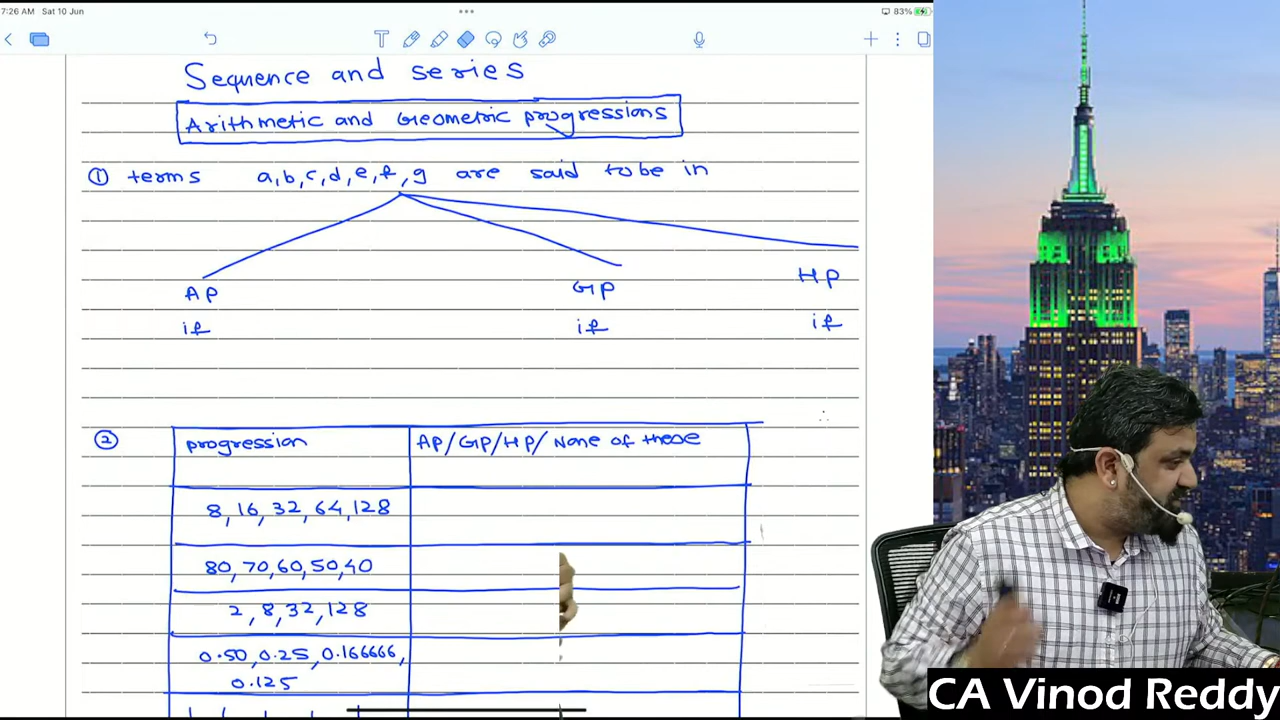 7:26 AM Sat 10 Jun
83%
Sequence and series
Arithmetic and Geometric progressions
① terms a,b,c,d,e,f,g are said to be in
AP GP HP
if if if
② progression AP/GP/HP/None of these
8,16,32,64,128
80,70,60,50,40
2,8,32,128
0.50,0.25,0.166666,
0.125
CA Vinod Reddy